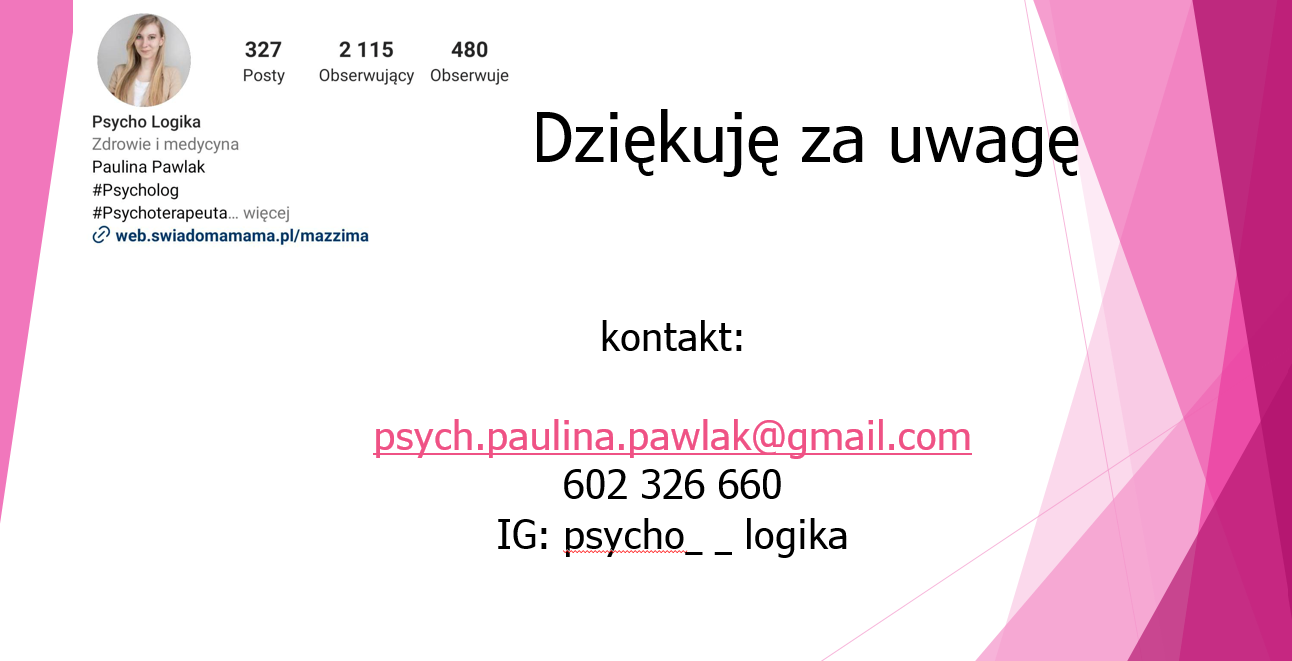 327 2 115 480
Posty Obserwujący Obserwuje
Psycho Logika
Zdrowie i medycyna
Paulina Pawlak
#Psycholog
#Psychoterapeuta... więcej
web.swiadomamama.pl/mazzima
Dziękuję za uwagę
kontakt:
psych.paulina.pawlak@gmail.com
602 326 660
IG: psycho_ _ logika